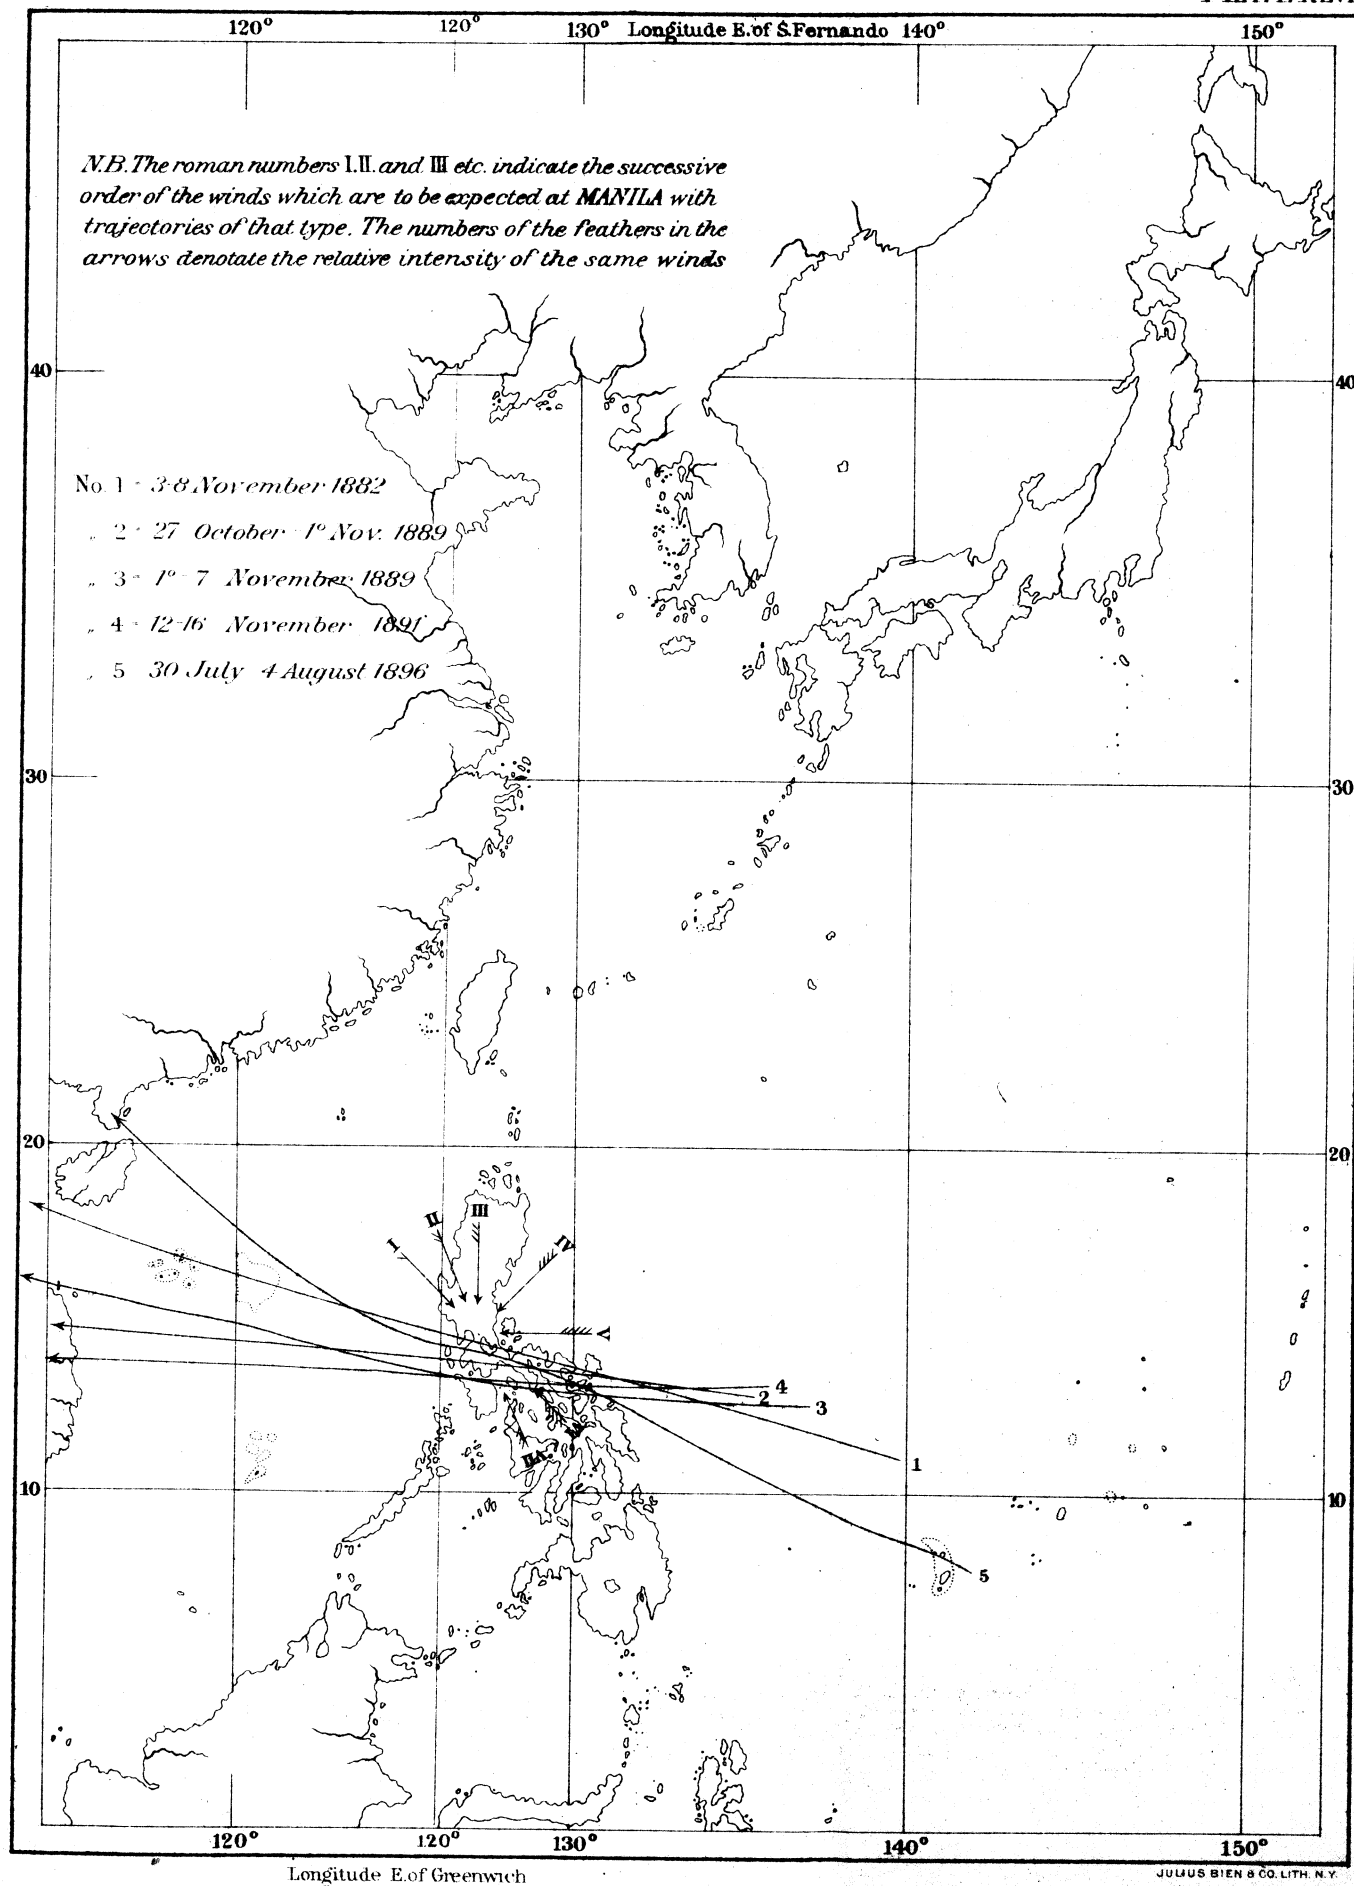 120° 120° 130° Longitude E. of S. Fernando 140° 150°
N.B. The roman numbers I. II. and III etc. indicate the successive
order of the winds which are to be expected at MANILA with
trajectories of that type. The numbers of the feathers in the
arrows denotate the relative intensity of the same winds
40 40
No. 1 = 3-8 November 1882
„ 2 = 27 October - 1º Nov. 1889
„ 3 = 1º - 7 November 1889
„ 4 = 12-16 November 1891
„ 5 30 July 4 August 1896
30 30
20 20
III
II
I
IV
V
4
2
3
VI
VII
1
10 10
5
120° 120° 130° 140° 150°
Longitude E. of Greenwich
JULIUS BIEN & CO. LITH. N.Y.